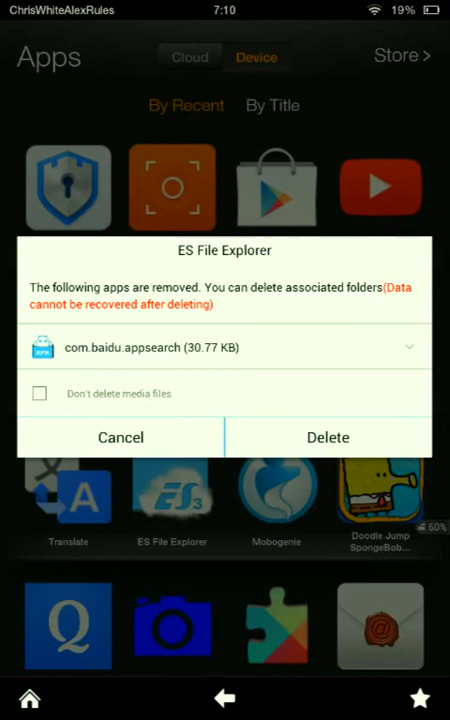 ChrisWhiteAlexRules 7:10 19%
Apps Cloud Device Store >
By Recent By Title
ES File Explorer
The following apps are removed. You can delete associated folders(Data
cannot be recovered after deleting)
com.baidu.appsearch (30.77 KB)
Don't delete media files
Cancel Delete
Translate ES File Explorer Mobogenie Doodle Jump
SpongeBob...
60%